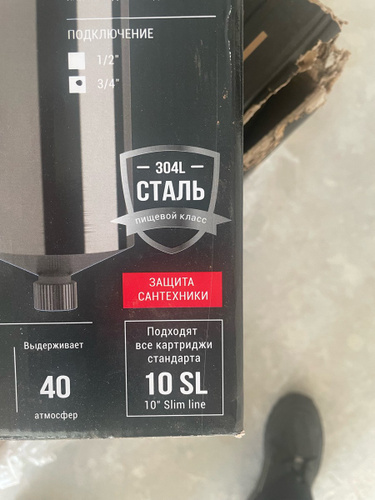 ПОДКЛЮЧЕНИЕ
1/2"
3/4"
304L
СТАЛЬ
пищевой класс
ЗАЩИТА
САНТЕХНИКИ
Выдерживает
40
атмосфер
Подходят
все картриджи
стандарта
10 SL
10" Slim line